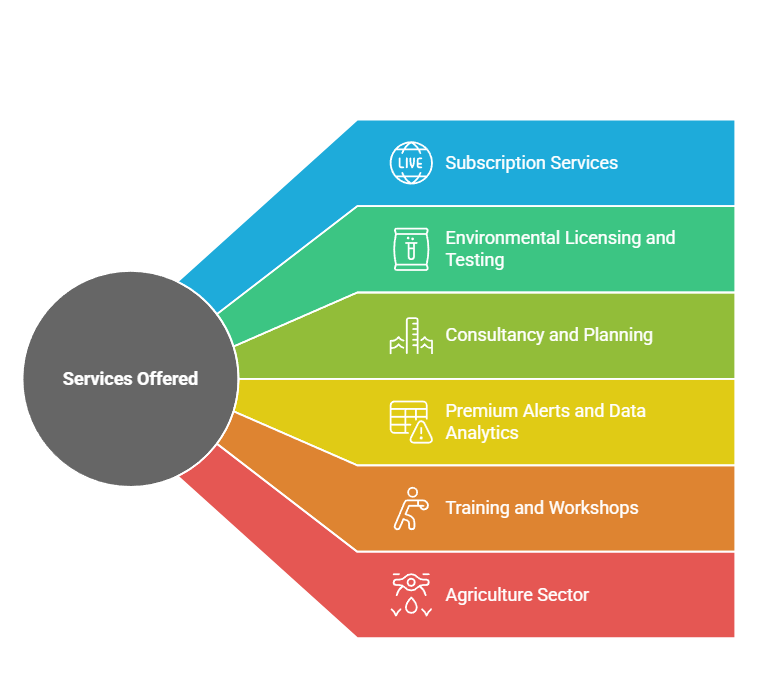 LIVE
Subscription Services
Environmental Licensing and
Testing
Consultancy and Planning
Services Offered
Premium Alerts and Data
Analytics
Training and Workshops
Agriculture Sector